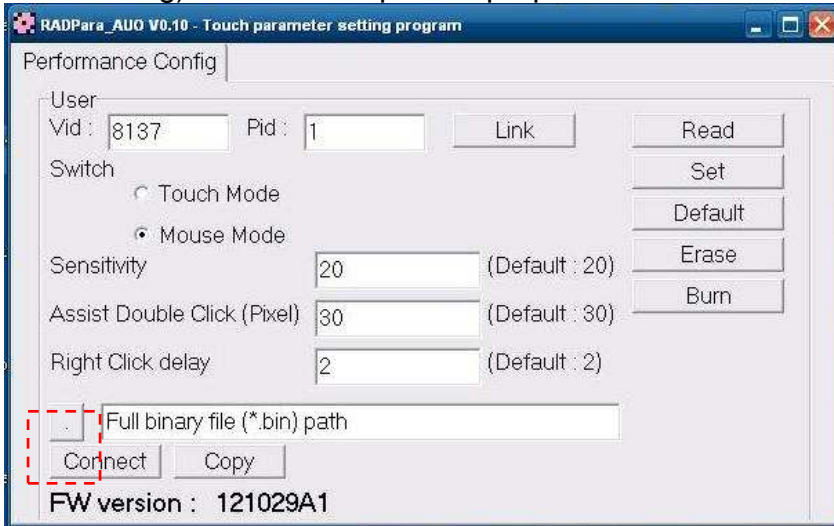 RADPara_AUO V0.10 - Touch parameter setting program
Performance Config
User
Vid : 8137 Pid : 1 Link Read
Switch Set
Touch Mode
Default
Mouse Mode
Sensitivity 20 (Default : 20) Erase
Burn
Assist Double Click (Pixel) 30 (Default : 30)
Right Click delay 2 (Default : 2)
. Full binary file (*.bin) path
Connect Copy
FW version : 121029A1